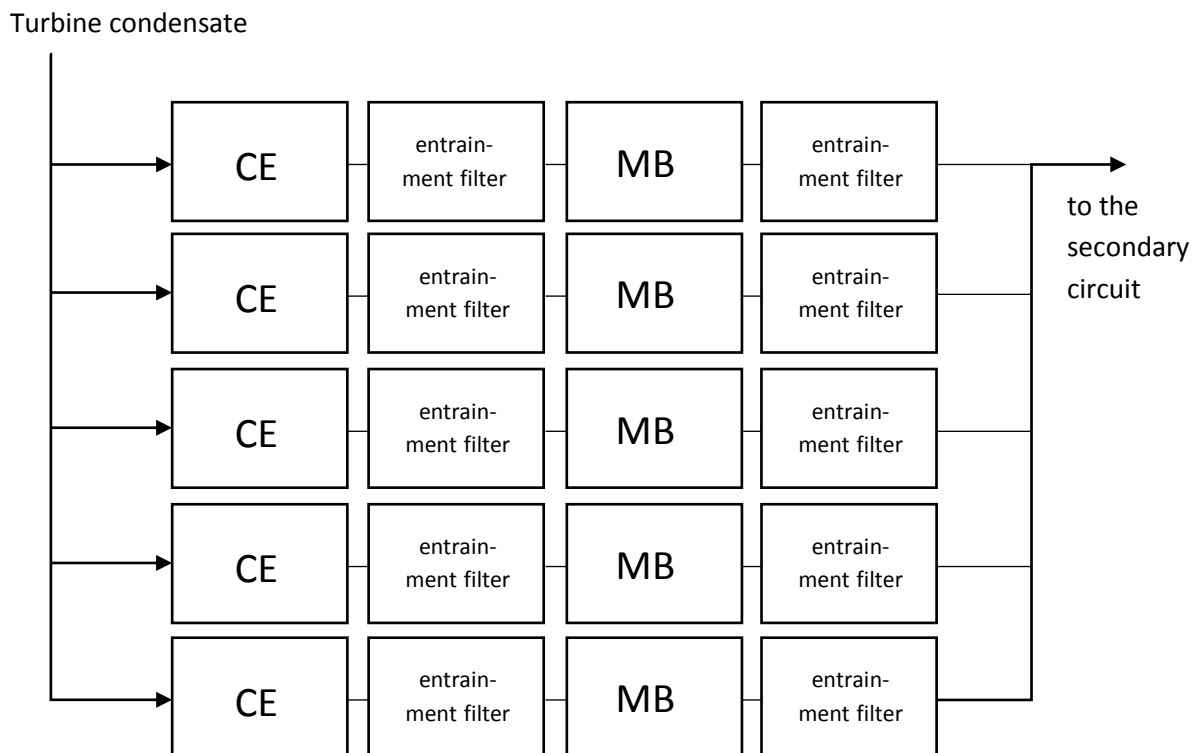 Turbine condensate
CE
entrain-
ment filter
MB
entrain-
ment filter
to the
secondary
circuit
CE
entrain-
ment filter
MB
entrain-
ment filter
CE
entrain-
ment filter
MB
entrain-
ment filter
CE
entrain-
ment filter
MB
entrain-
ment filter
CE
entrain-
ment filter
MB
entrain-
ment filter